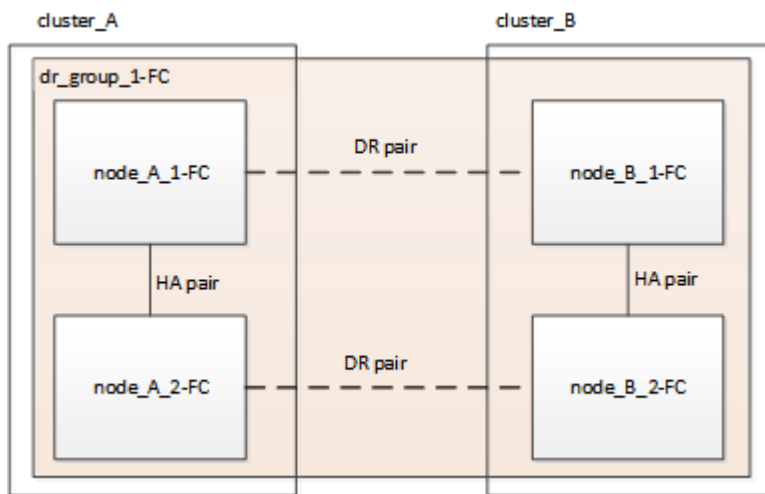 cluster_A
cluster_B
dr_group_1-FC
DR pair
node_A_1-FC
node_B_1-FC
HA pair
HA pair
DR pair
node_A_2-FC
node_B_2-FC